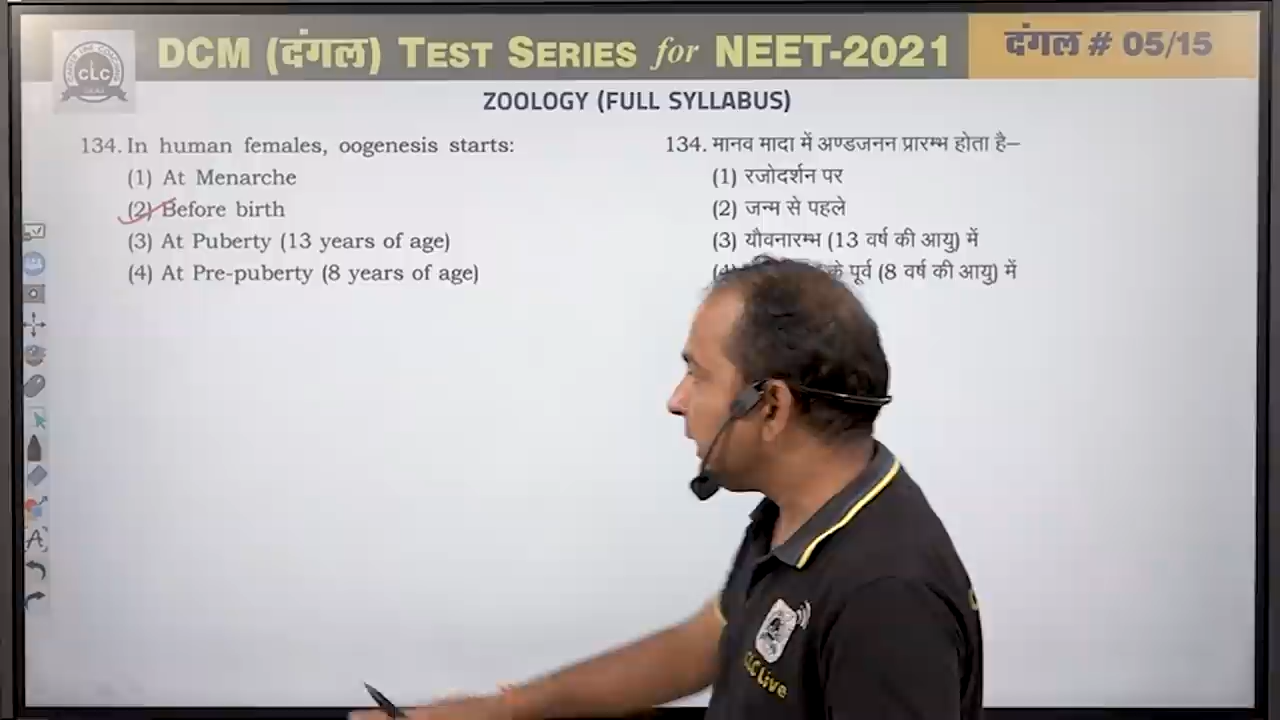 DCM (दंगल) TEST SERIES for NEET-2021
दंगल # 05/15
CLC
ZOOLOGY (FULL SYLLABUS)
134. In human females, oogenesis starts:
(1) At Menarche
(2) Before birth
(3) At Puberty (13 years of age)
(4) At Pre-puberty (8 years of age)
134. मानव मादा में अण्डजनन प्रारम्भ होता है–
(1) रजोदर्शन पर
(2) जन्म से पहले
(3) यौवनारम्भ (13 वर्ष की आयु) में
के पूर्व (8 वर्ष की आयु) में
CLC Live